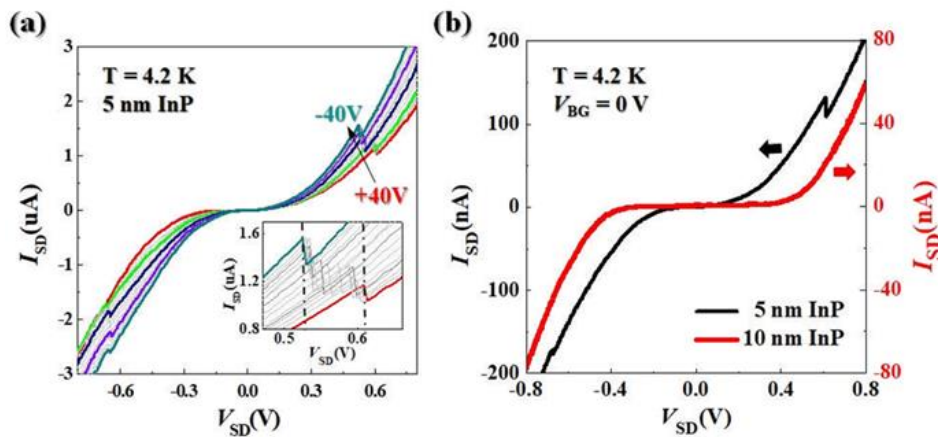 (a)
3
2
1
0
-1
-2
-3
I_SD(uA)
T = 4.2 K
5 nm InP
-40V
+40V
1.6
1.2
0.8
I_SD(uA)
0.5 0.6
V_SD(V)
-0.6 -0.3 0.0 0.3 0.6
V_SD(V)
(b)
200
100
0
-100
-200
I_SD(nA)
T = 4.2 K
V_BG = 0 V
5 nm InP
10 nm InP
80
40
0
-40
-80
I_SD(nA)
-0.8 -0.4 0.0 0.4 0.8
V_SD(V)